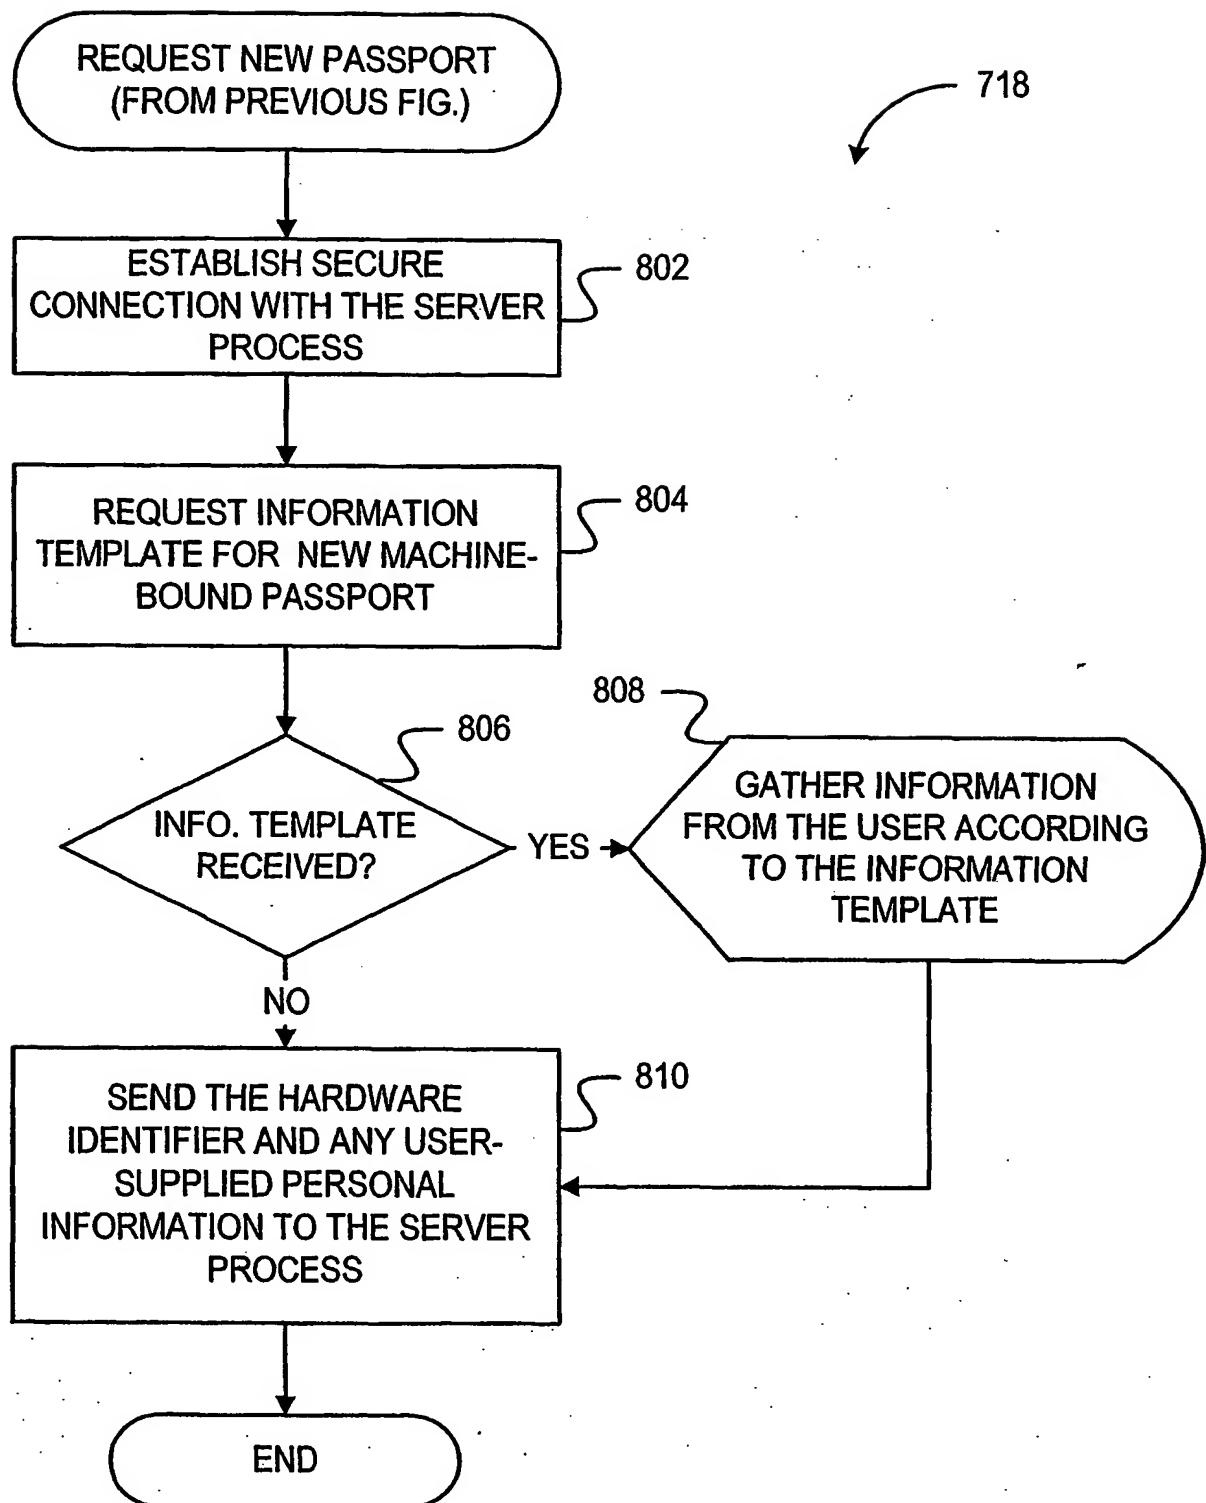 REQUEST NEW PASSPORT
(FROM PREVIOUS FIG.)
718
ESTABLISH SECURE
CONNECTION WITH THE SERVER
PROCESS
802
REQUEST INFORMATION
TEMPLATE FOR NEW MACHINE-
BOUND PASSPORT
804
806
INFO. TEMPLATE
RECEIVED?
YES
808
GATHER INFORMATION
FROM THE USER ACCORDING
TO THE INFORMATION
TEMPLATE
NO
SEND THE HARDWARE
IDENTIFIER AND ANY USER-
SUPPLIED PERSONAL
INFORMATION TO THE SERVER
PROCESS
810
END